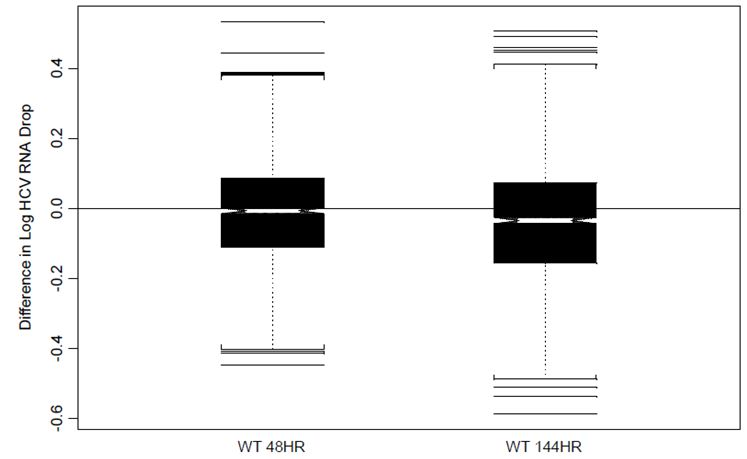 Difference in Log HCV RNA Drop
0.4
0.2
0.0
-0.2
-0.4
-0.6
WT 48HR
WT 144HR